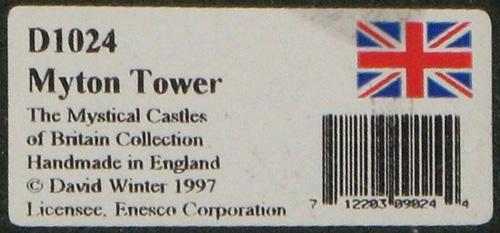 D1024
Myton Tower
The Mystical Castles
of Britain Collection
Handmade in England
© David Winter 1997
Licensee. Enesco Corporation
7 12203 09024 4